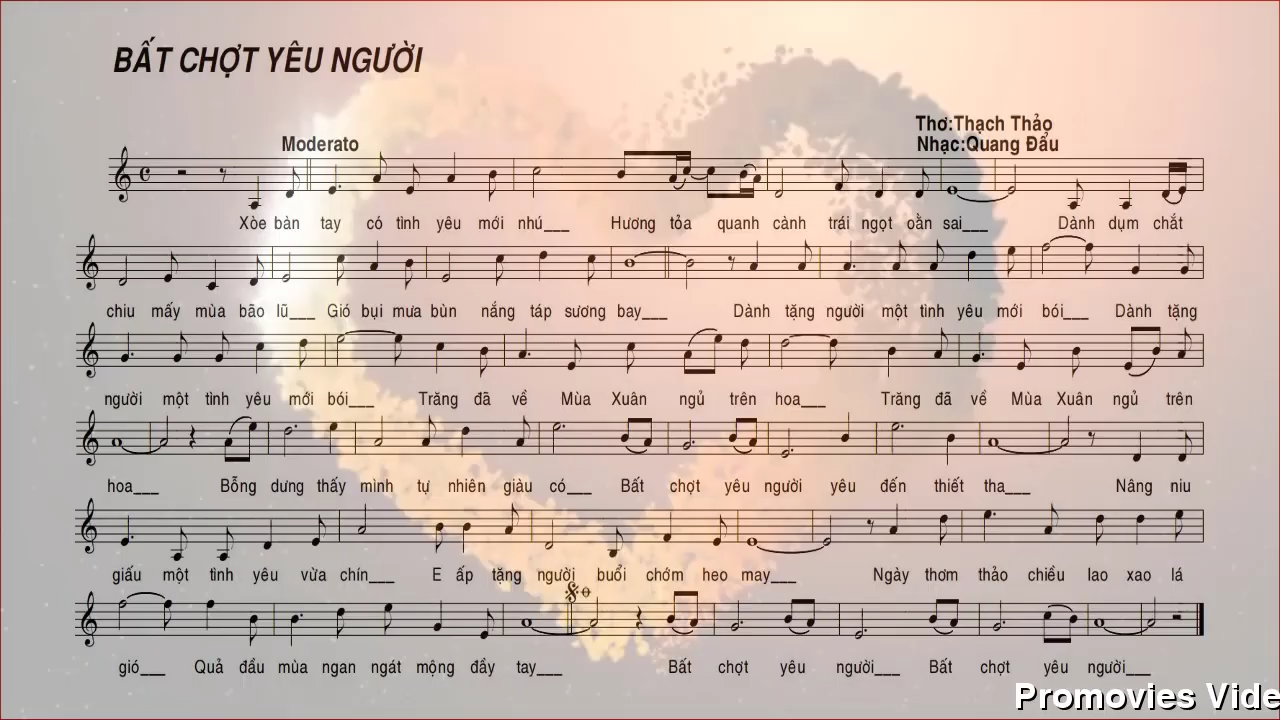 BẤT CHỢT YÊU NGƯỜI
Thơ:Thạch Thảo
Moderato
Nhạc:Quang Đẩu
Xòe bàn tay có tình yêu mới nhú___ Hương tỏa quanh cành trái ngọt oằn sai___ Dành dụm chắt
chiu mấy mùa bão lũ___ Gió bụi mưa bùn nắng táp sương bay___ Dành tặng người một tình yêu mới bói___ Dành tặng
người một tình yêu mới bói___ Trăng đã về Mùa Xuân ngủ trên hoa___ Trăng đã về Mùa Xuân ngủ trên
hoa___ Bỗng dưng thấy mình tự nhiên giàu có___ Bất chợt yêu người yêu đến thiết tha___ Nâng niu
giấu một tình yêu vừa chín___ E ấp tặng người buổi chớm heo may___ Ngày thơm thảo chiều lao xao lá
gió___ Quả đầu mùa ngan ngát mộng đầy tay___ Bất chợt yêu người___ Bất chợt yêu người___
Promovies Vide